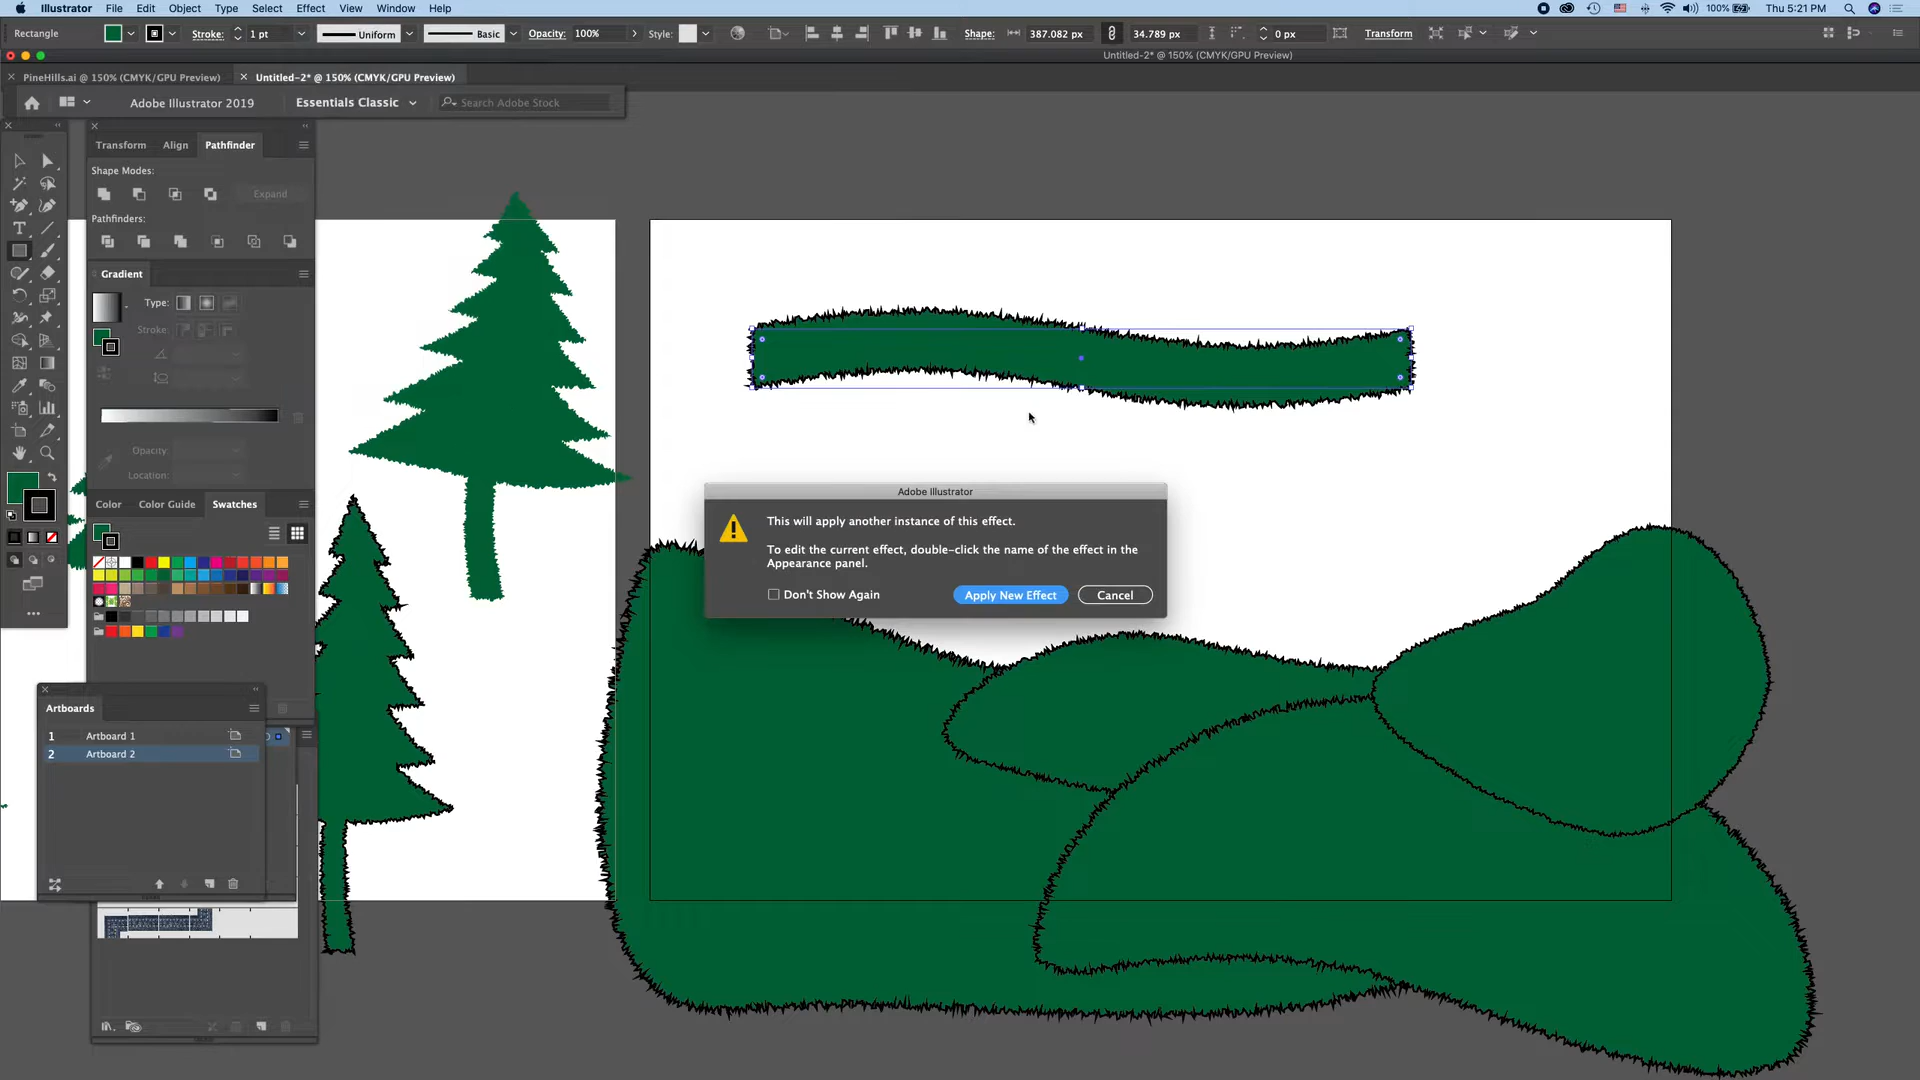 Illustrator File Edit Object Type Select Effect View Window Help 100% Thu 5:21 PM
Rectangle Stroke: 1 pt Uniform Basic Opacity: 100% Style: Shape: 387.082 px 34.789 px 0 px Transform
Untitled-2* @ 150% (CMYK/GPU Preview)
PineHills.ai @ 150% (CMYK/GPU Preview) Untitled-2* @ 150% (CMYK/GPU Preview)
Adobe Illustrator 2019 Essentials Classic Search Adobe Stock
Transform Align Pathfinder
Shape Modes:
Expand
Pathfinders:
Gradient
Type:
Stroke:
Opacity:
Location:
Color Color Guide Swatches
Artboards
1 Artboard 1
2 Artboard 2
Adobe Illustrator
This will apply another instance of this effect.
To edit the current effect, double-click the name of the effect in the
Appearance panel.
Don't Show Again Apply New Effect Cancel